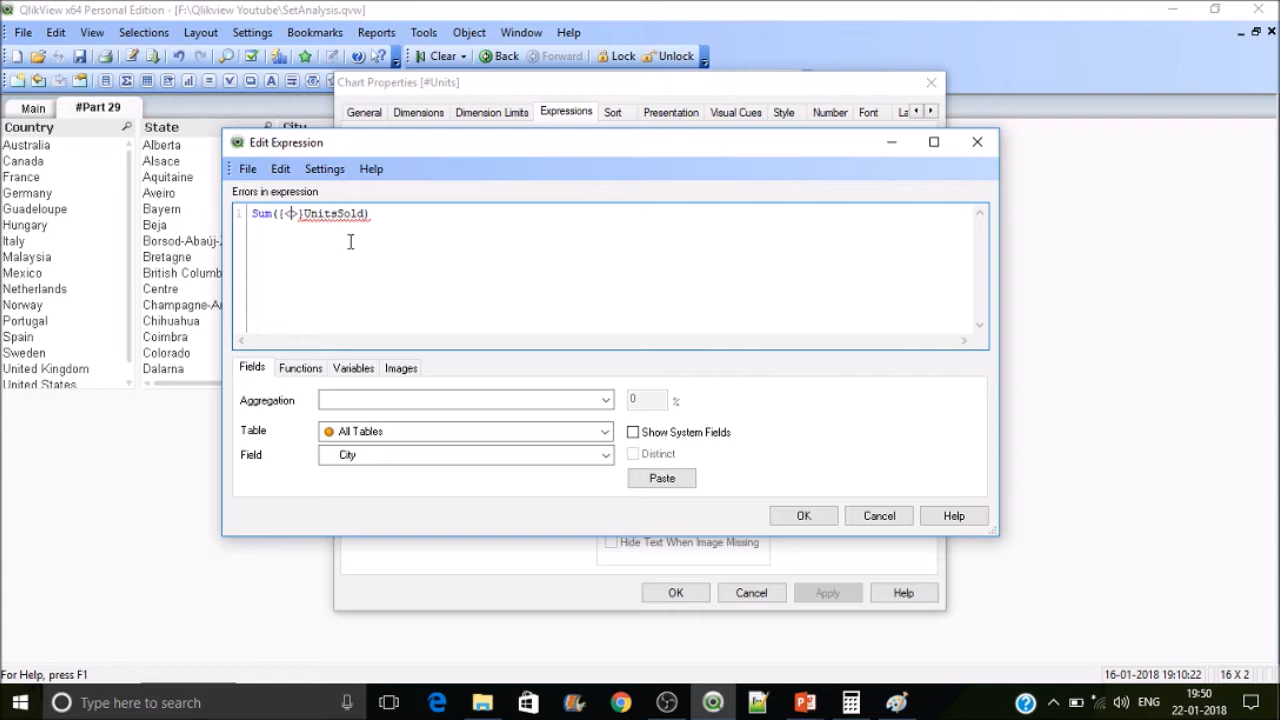 QlikView x64 Personal Edition - [F:\Qlikview Youtube\SetAnalysis.qvw]
File Edit View Selections Layout Settings Bookmarks Reports Tools Object Window Help
Clear Back Forward Lock Unlock
Main #Part 29
Chart Properties [#Units]
General Dimensions Dimension Limits Expressions Sort Presentation Visual Cues Style Number Font La
Country State City
Australia Alberta
Canada Alsace
France Aquitaine
Germany Aveiro
Guadeloupe Bayern
Hungary Beja
Italy Borsod-Abaúj-
Malaysia Bretagne
Mexico British Columb
Netherlands Centre
Norway Champagne-A
Portugal Chihuahua
Spain Coimbra
Sweden Colorado
United Kingdom Dalarna
United States
Edit Expression
File Edit Settings Help
Errors in expression
1 Sum({<>}UnitsSold)
Fields Functions Variables Images
Aggregation 0 %
Table All Tables Show System Fields
Field City Distinct
Paste
OK Cancel Help
Hide Text When Image Missing
OK Cancel Apply Help
For Help, press F1 16-01-2018 19:10:22 16 X 2
Type here to search ENG 19:50
22-01-2018